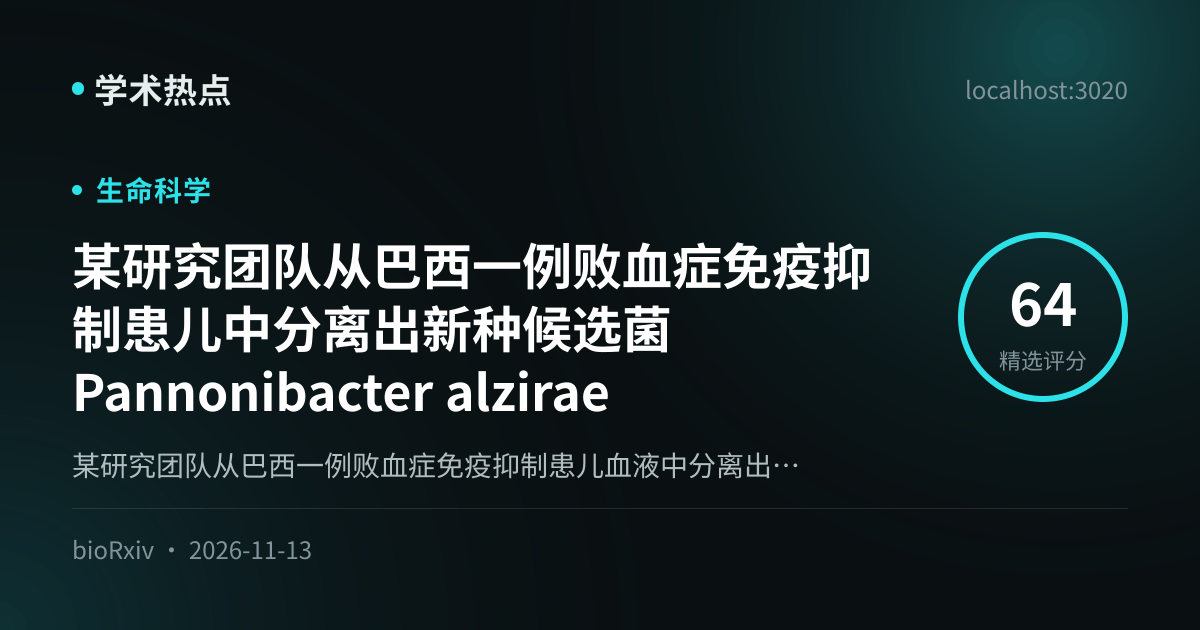 学术热点
localhost:3020
生命科学
某研究团队从巴西一例败血症免疫抑
制患儿中分离出新种候选菌
Pannonibacter alzirae
64
精选评分
某研究团队从巴西一例败血症免疫抑制患儿血液中分离出…
bioRxiv • 2026-11-13